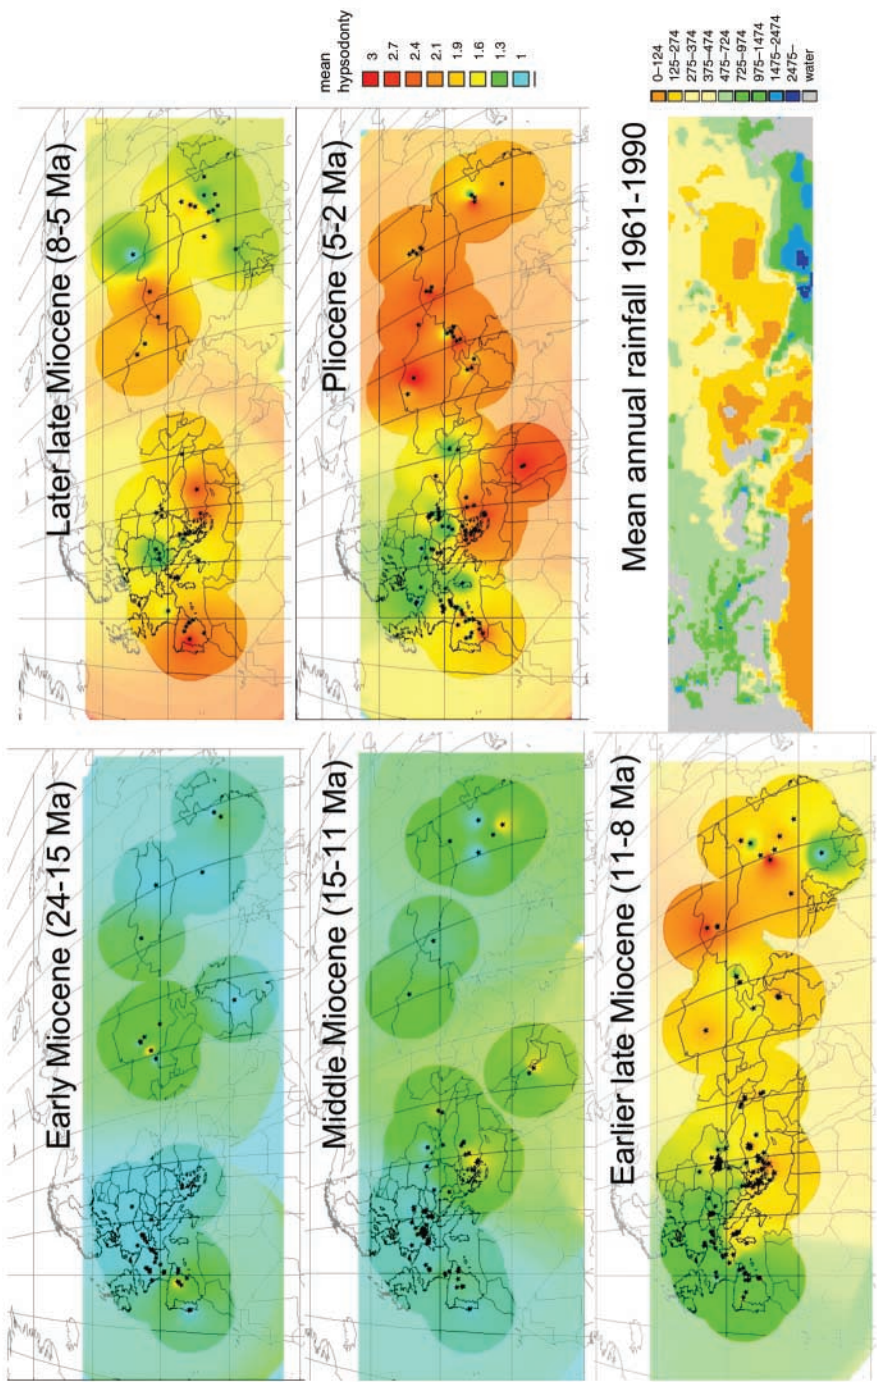 Early Miocene (24-15 Ma)
Middle Miocene (15-11 Ma)
Earlier late Miocene (11-8 Ma)
Later late Miocene (8-5 Ma)
Pliocene (5-2 Ma)
mean
hypsodonty
3
2.7
2.4
2.1
1.9
1.6
1.3
1
Mean annual rainfall 1961-1990
0–124
125–274
275–374
375–474
475–724
725–974
975–1474
1475–2474
2475–
water